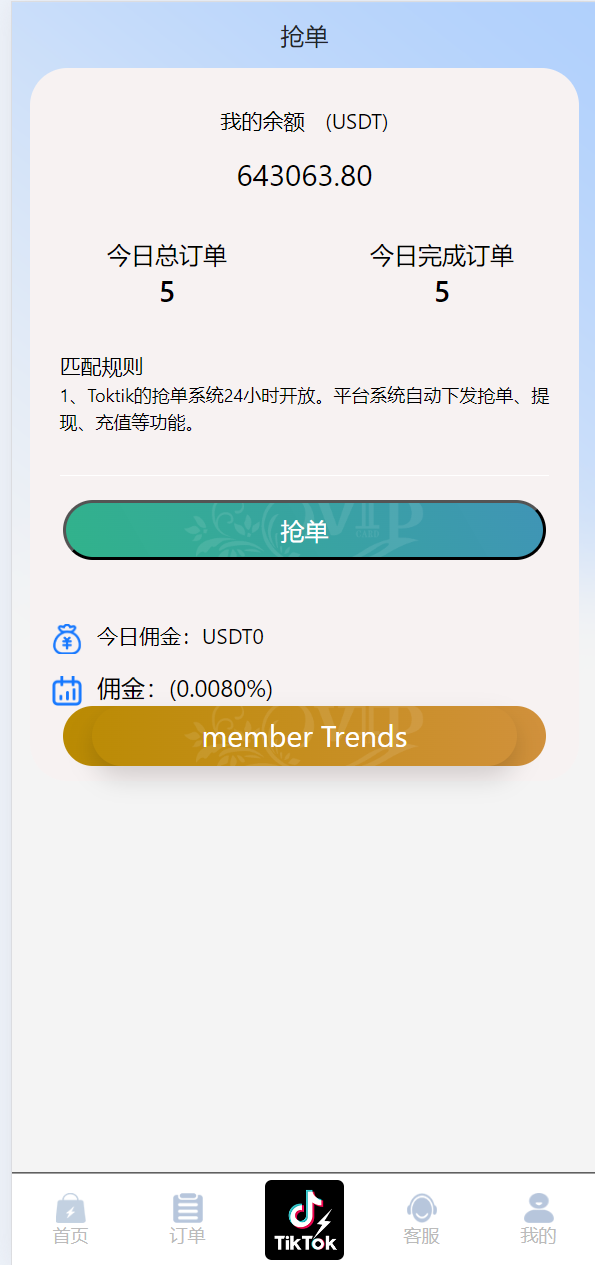 抢单
我的余额 (USDT)
643063.80
今日总订单 今日完成订单
5 5
匹配规则
1、Toktik的抢单系统24小时开放。平台系统自动下发抢单、提
现、充值等功能。
VIP
抢单
今日佣金：USDT0
佣金：(0.0080%)
VIP
member Trends
TikTok
首页 订单 客服 我的